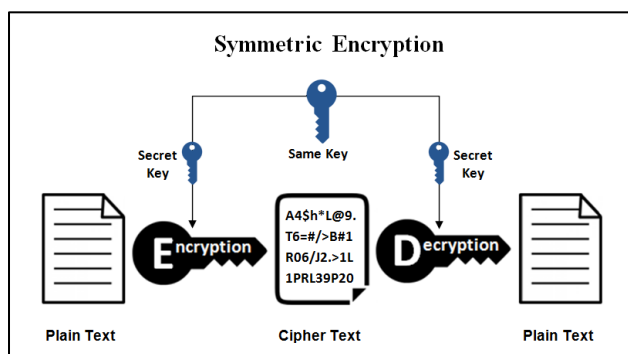 Symmetric Encryption
Secret
Key
Same Key
Secret
Key
Encryption
A4$h*L@9.
T6=#/>B#1
R06/J2.>1L
1PRL39P20
Decryption
Plain Text
Cipher Text
Plain Text